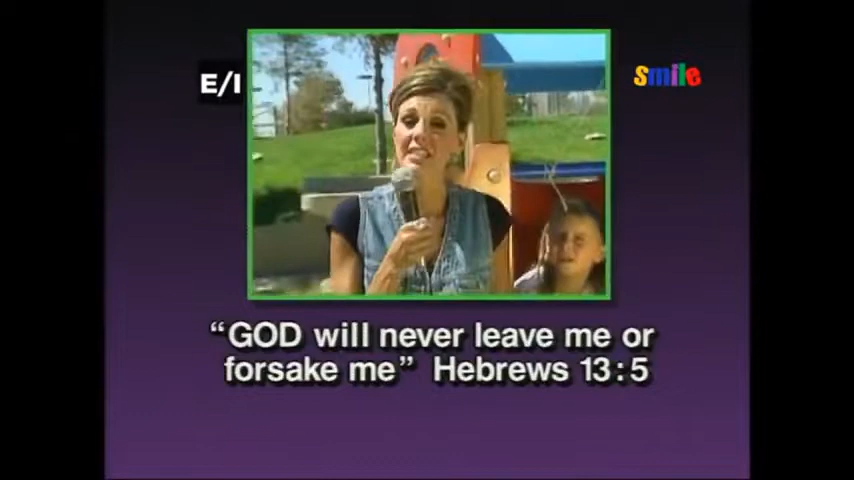 E/I
smile
“GOD will never leave me or
forsake me” Hebrews 13:5